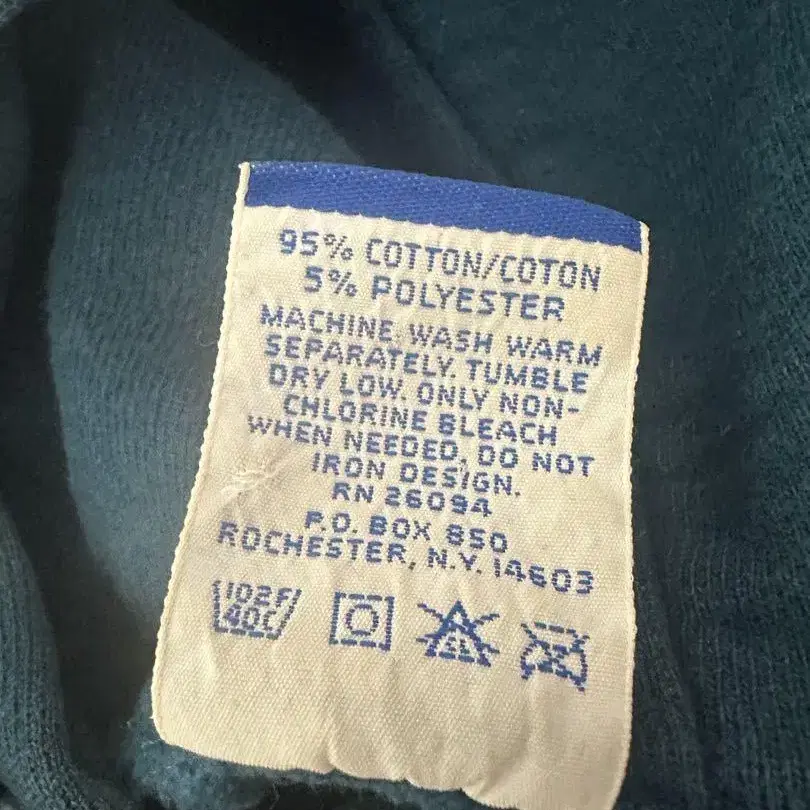 95% COTTON/COTON
5% POLYESTER
MACHINE WASH WARM
SEPARATELY. TUMBLE
DRY LOW. ONLY NON-
CHLORINE BLEACH
WHEN NEEDED, DO NOT
IRON DESIGN.
RN 26094
P.O. BOX 850
ROCHESTER, N.Y. 14603
102F
40C
CL